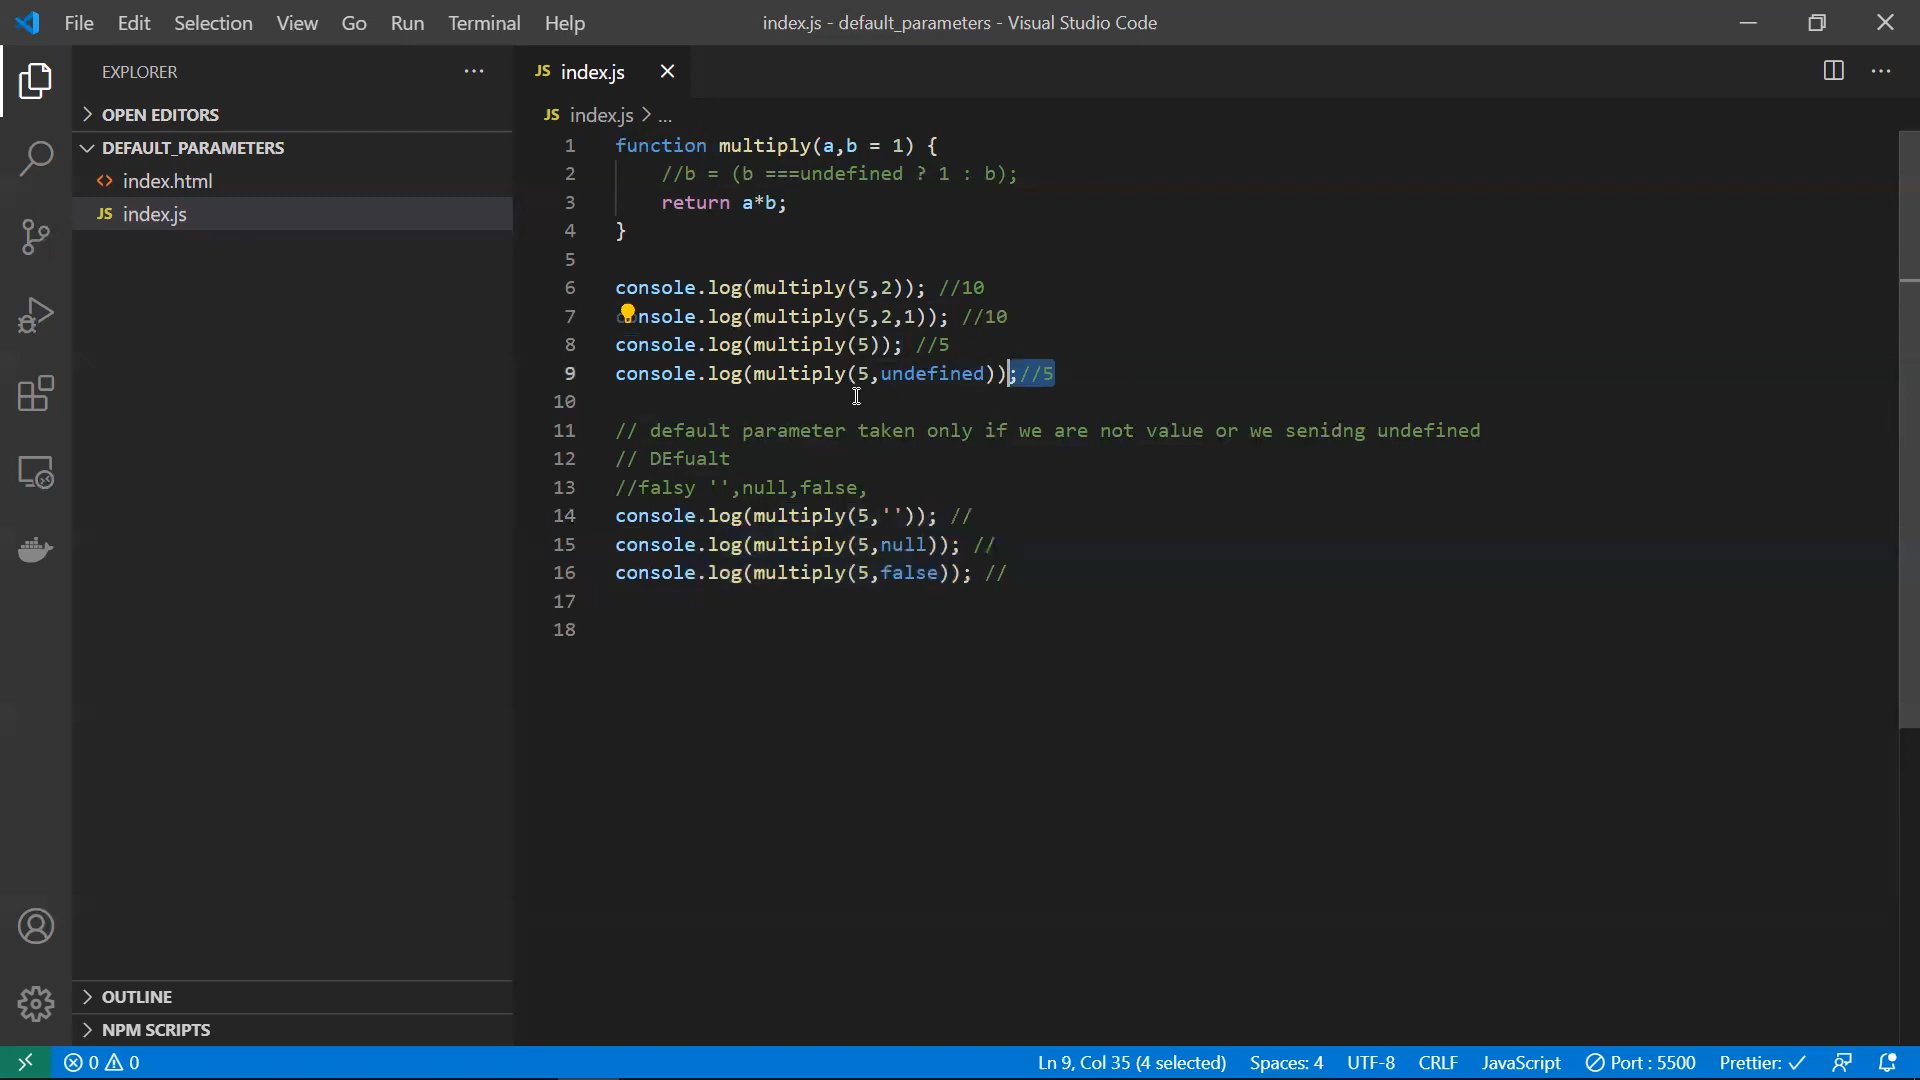 File Edit Selection View Go Run Terminal Help
index.js - default_parameters - Visual Studio Code
EXPLORER
OPEN EDITORS
DEFAULT_PARAMETERS
<> index.html
JS index.js
OUTLINE
NPM SCRIPTS
JS index.js
JS index.js > ...
1 function multiply(a,b = 1) {
2 //b = (b ===undefined ? 1 : b);
3 return a*b;
4 }
5
6 console.log(multiply(5,2)); //10
7 console.log(multiply(5,2,1)); //10
8 console.log(multiply(5)); //5
9 console.log(multiply(5,undefined));//5
10
11 // default parameter taken only if we are not value or we senidng undefined
12 // DEfualt
13 //falsy '',null,false,
14 console.log(multiply(5,'')); //
15 console.log(multiply(5,null)); //
16 console.log(multiply(5,false)); //
17
18
0 0 Ln 9, Col 35 (4 selected) Spaces: 4 UTF-8 CRLF JavaScript Port : 5500 Prettier: ✓